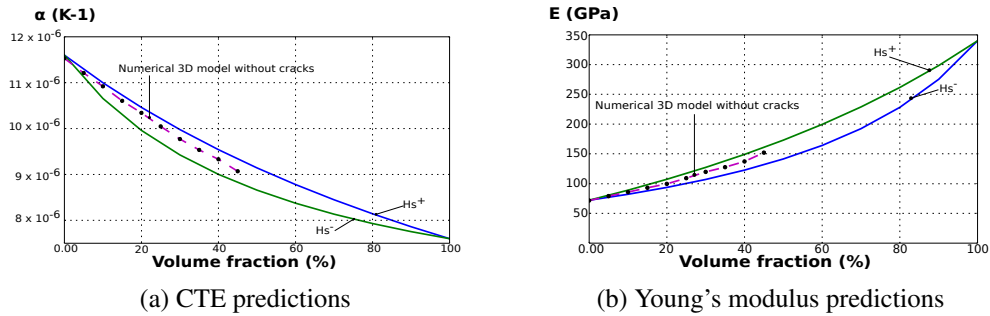 α (K-1)
12 x 10⁻⁶
11 x 10⁻⁶
10 x 10⁻⁶
9 x 10⁻⁶
8 x 10⁻⁶
Numerical 3D model without cracks
Hs⁺
Hs⁻
0.00 20 40 60 80 100
Volume fraction (%)
(a) CTE predictions
E (GPa)
350
300
250
200
150
100
50
Hs⁺
Hs⁻
Numerical 3D model without cracks
0.00 20 40 60 80 100
Volume fraction (%)
(b) Young's modulus predictions